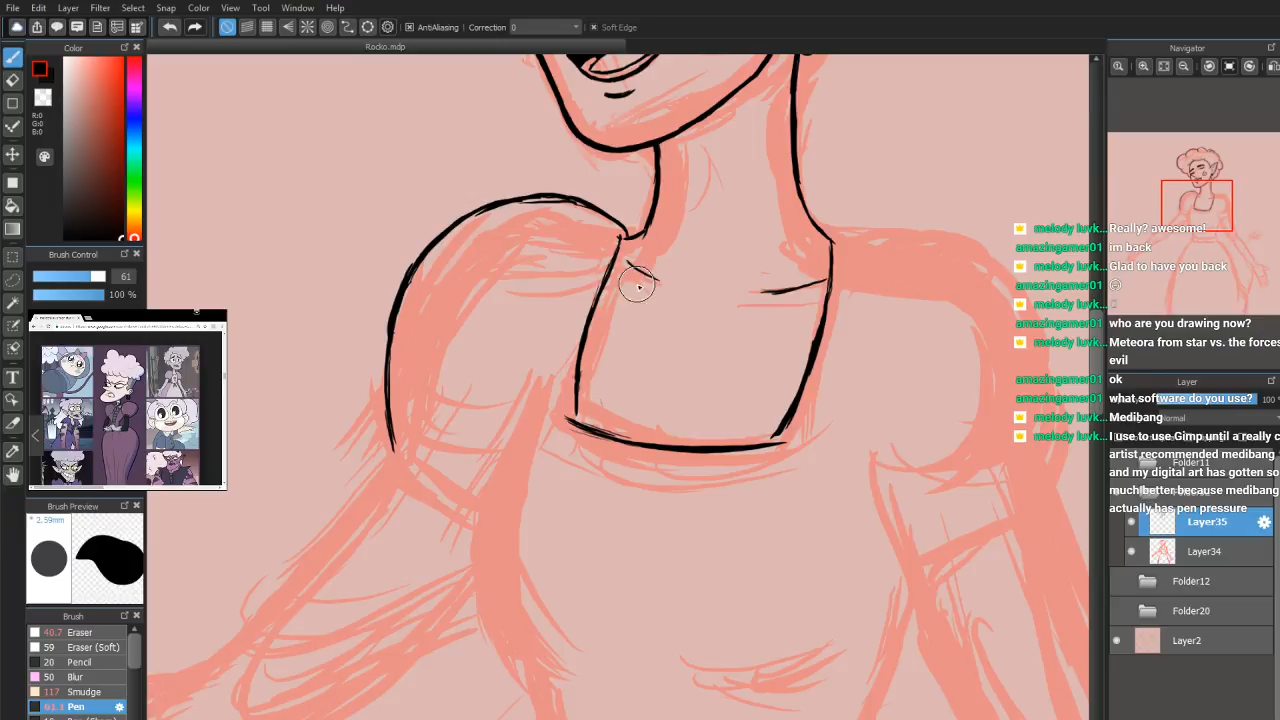 File Edit Layer Filter Select Snap Color View Tool Window Help
AntiAliasing Correction 0 Soft Edge
Rocko.mdp
Color
R:0
G:0
B:0
Brush Control
61
100 %
Brush Preview
* 2.59mm
Brush
40.7 Eraser
59 Eraser (Soft)
20 Pencil
50 Blur
117 Smudge
Pen
Navigator
melody luvk... Really? awesome!
amazingamer01 im back
melody luvk... Glad to have you back
amazingamer01
melody luvk...
amazingamer01 who are you drawing now?
melody luvk... Meteora from star vs. the forces
evil
amazingamer01 ok
amazingamer01 what software do you use?
melody luvk... Medibang
melody luvk... I use to use Gimp until a really c
artist recommended medibang
and my digital art has gotten so
much better because medibang
actually has pen pressure
Layer
100 %
Normal
Folder11
Layer35
Layer34
Folder12
Folder20
Layer2